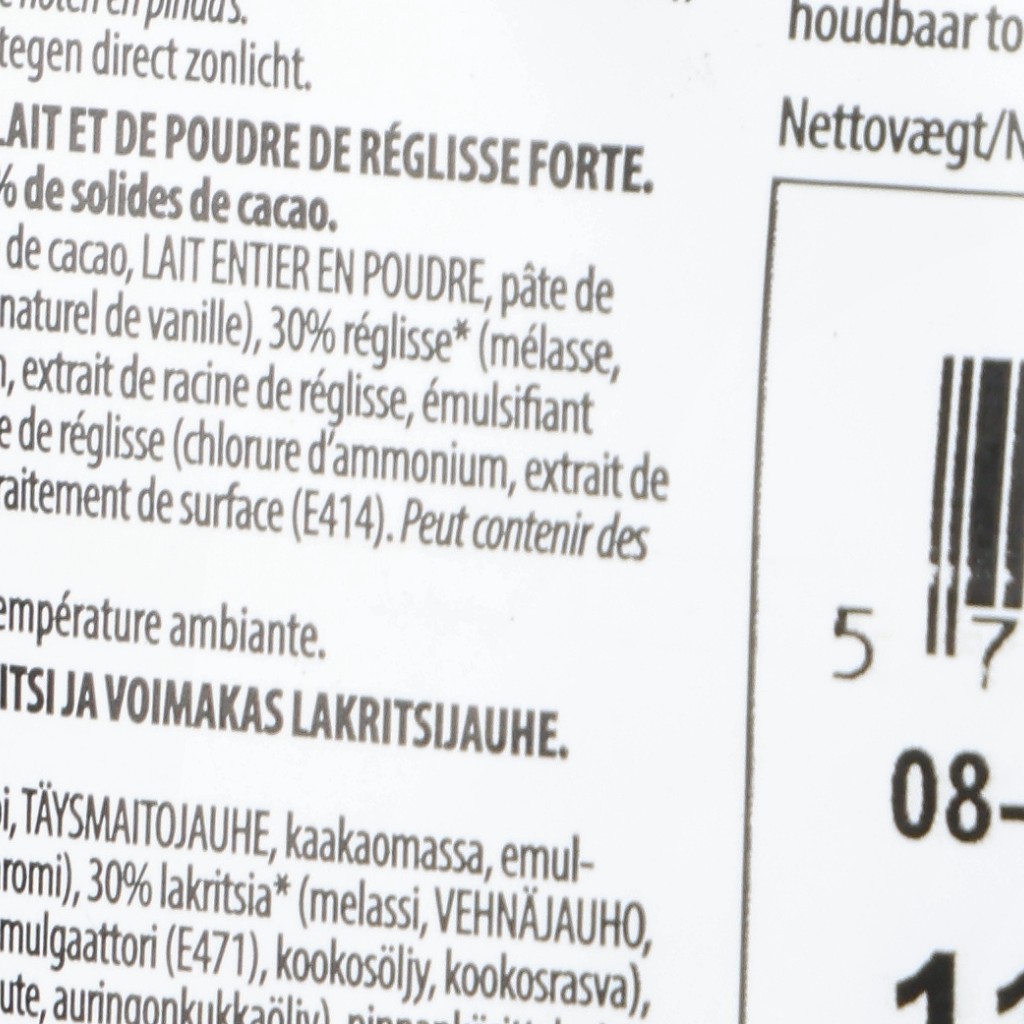 tegen direct zonlicht.
LAIT ET DE POUDRE DE RÉGLISSE FORTE.
% de solides de cacao.
de cacao, LAIT ENTIER EN POUDRE, pâte de
naturel de vanille), 30% réglisse* (mélasse,
, extrait de racine de réglisse, émulsifiant
de réglisse (chlorure d'ammonium, extrait de
raitement de surface (E414). Peut contenir des
empérature ambiante.
ITSI JA VOIMAKAS LAKRITSIJAUHE.
TÄYSMAITOJAUHE, kaakaomassa, emul-
romi), 30% lakritsia* (melassi, VEHNÄJAUHO,
mulgaattori (E471), kookosöljy, kookosrasva),
ute, auringonkukkaöljy),
houdbaar to
Nettovægt/N
5 7
08-
11